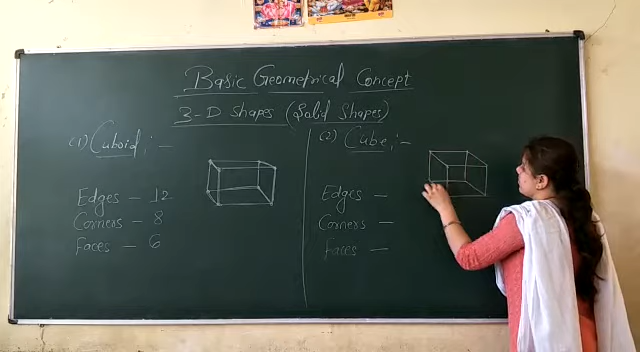 Basic Geometrical Concept
3-D Shapes (Solid Shapes)
(1) Cuboid :-
Edges - 12
Corners - 8
Faces - 6
(2) Cube :-
Edges -
Corners -
Faces -